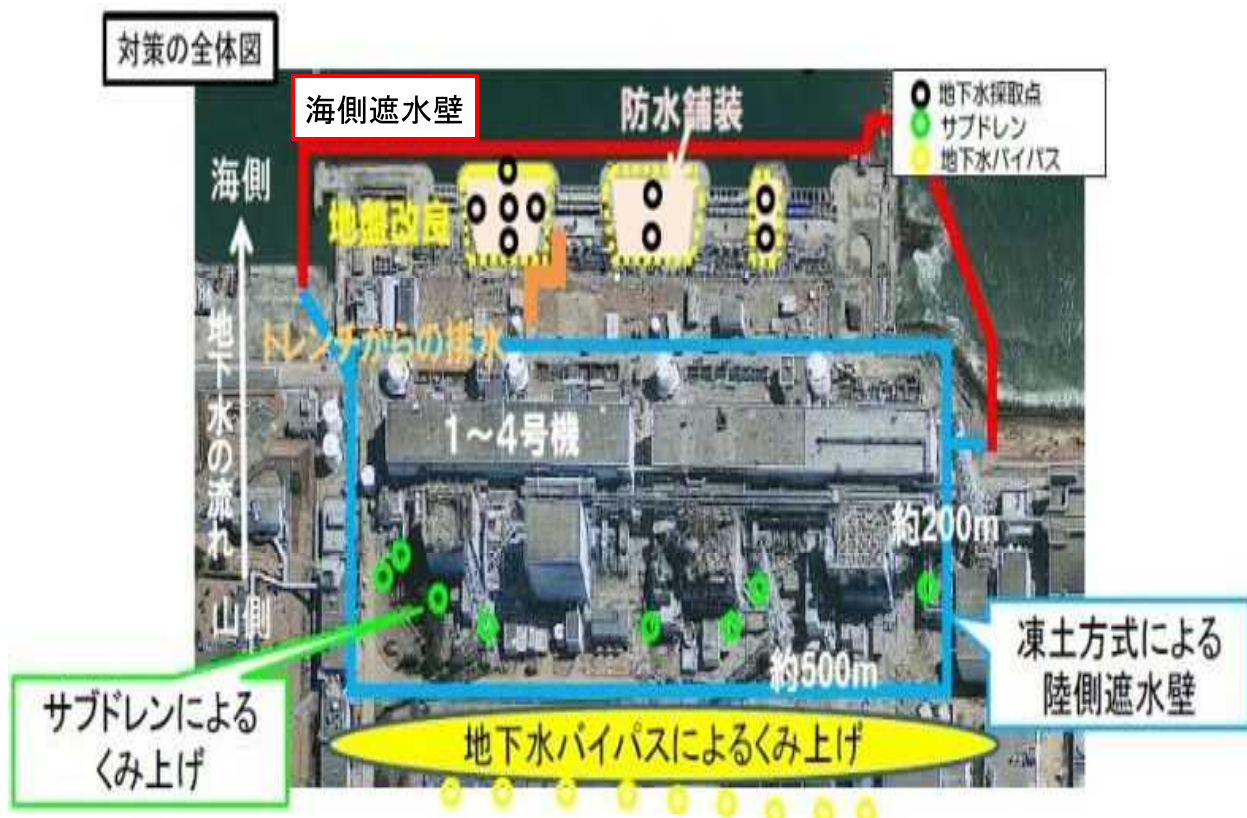 対策の全体図
海側遮水壁
防水舗装
地下水採取点
サブドレン
地下水バイパス
海側
地盤改良
地下水の流れ
トレンチからの排水
1～4号機
約200m
山側
約500m
凍土方式による
陸側遮水壁
サブドレンによる
くみ上げ
地下水バイパスによるくみ上げ